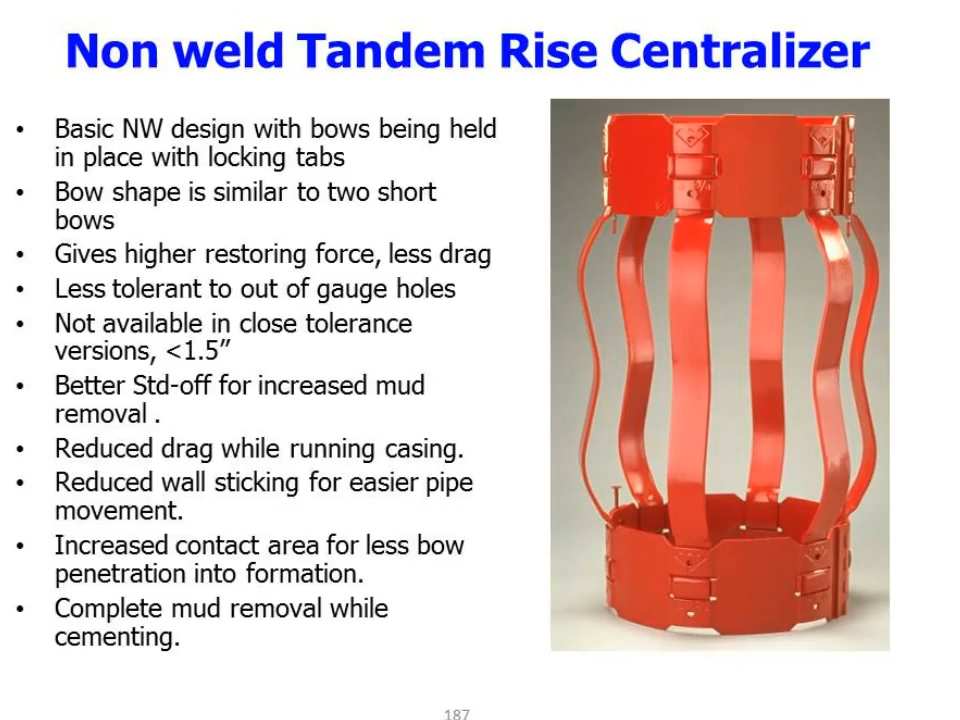 Non weld Tandem Rise Centralizer
• Basic NW design with bows being held
in place with locking tabs
• Bow shape is similar to two short
bows
• Gives higher restoring force, less drag
• Less tolerant to out of gauge holes
• Not available in close tolerance
versions, <1.5”
• Better Std-off for increased mud
removal .
• Reduced drag while running casing.
• Reduced wall sticking for easier pipe
movement.
• Increased contact area for less bow
penetration into formation.
• Complete mud removal while
cementing.
187